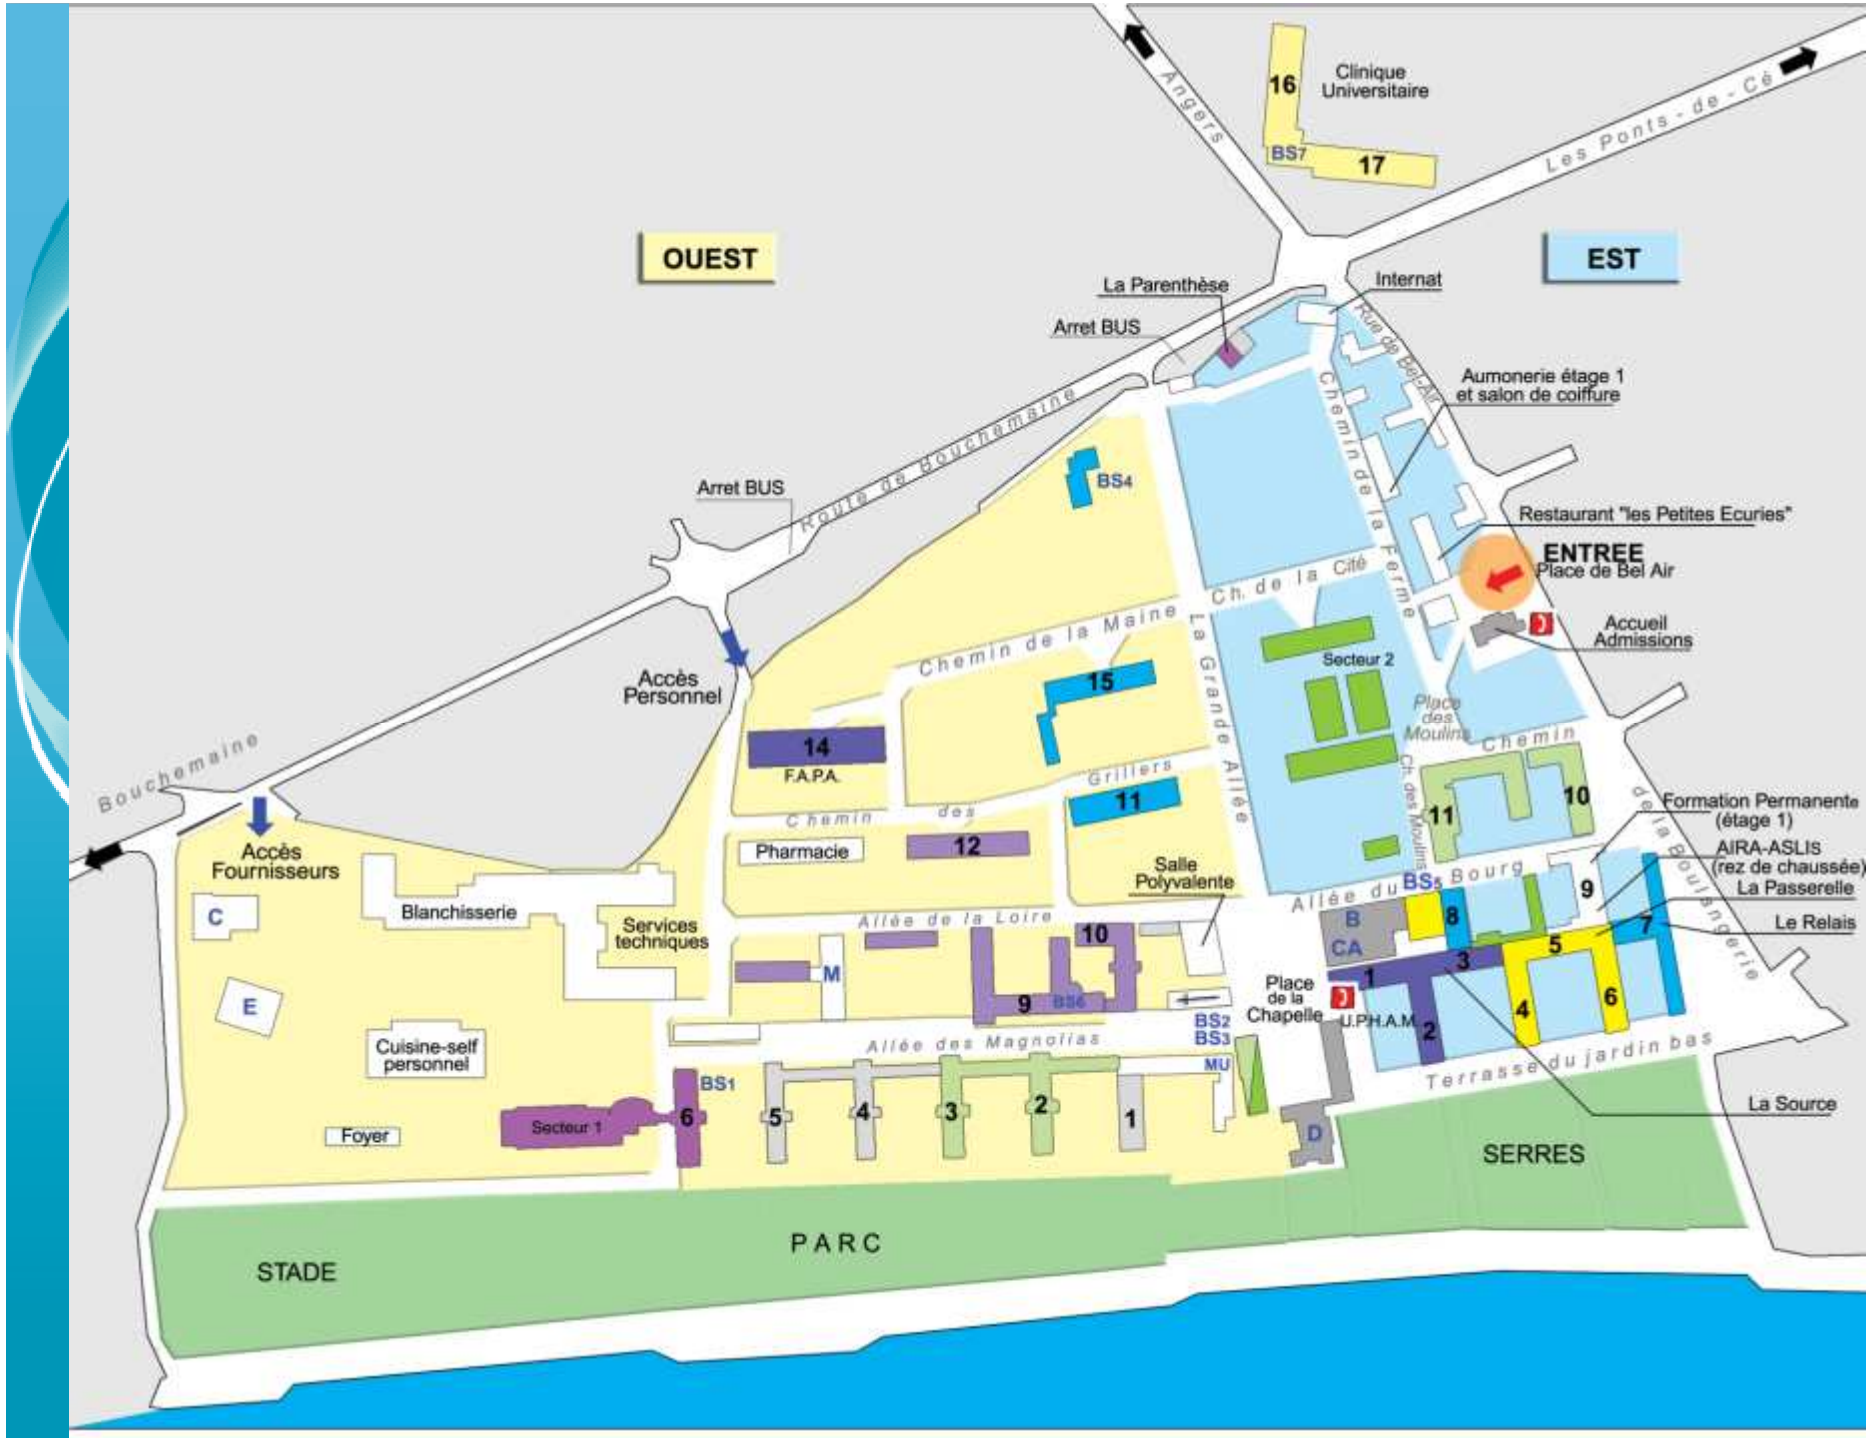 Angers
16
Clinique
Universitaire
BS7
17
Les Ponts-de-Cé
OUEST
EST
La Parenthèse
Internat
Arret BUS
Rue de Bel-Air
Aumonerie étage 1
et salon de coiffure
Chemin de la Ferme
Route de Bouchemaine
BS4
Arret BUS
Restaurant "les Petites Ecuries"
ENTREE
Place de Bel Air
Ch. de la Cité
Accueil
Admissions
Chemin de la Maine
La Grande Allée
Secteur 2
Accès
Personnel
15
Place
des
Moulins
14
F.A.P.A.
Chemin
de la Boulangerie
Bouchemaine
Grillers
Ch. des Moulins
11
10
11
Formation Permanente
(étage 1)
Chemin des
12
Pharmacie
Accès
Fournisseurs
Salle
Polyvalente
AIRA-ASLIS
(rez de chaussée)
La Passerelle
BS5
Allée du Bourg
9
C
Blanchisserie
Services
techniques
Allée de la Loire
10
B
CA
8
5
7
Le Relais
M
1
3
E
9
BS6
Place
de la
Chapelle
U.P.H.A.M.
4
6
2
BS2
BS3
Cuisine-self
personnel
Allée des Magnolias
MU
Terrasse du jardin bas
BS1
La Source
Foyer
Secteur 1
6
5
4
3
2
1
D
SERRES
PARC
STADE